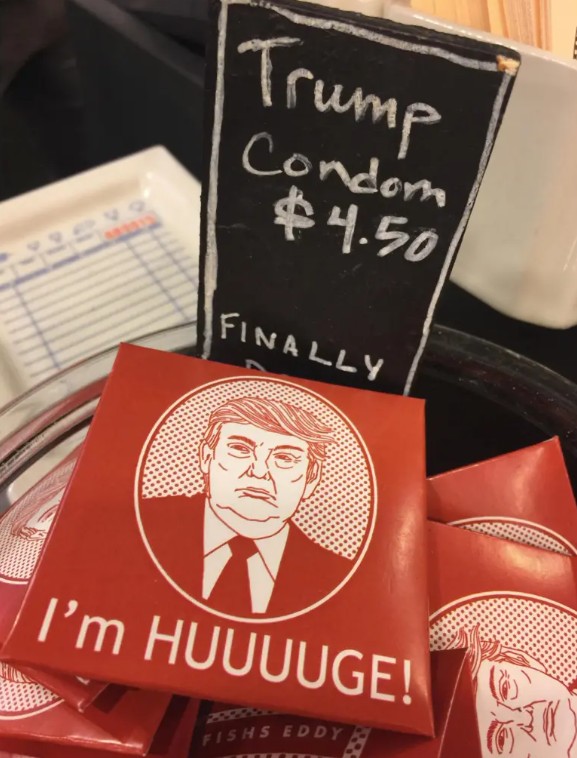 Trump
Condom
$4.50
FINALLY
I'm HUUUUGE!
FISHS EDDY